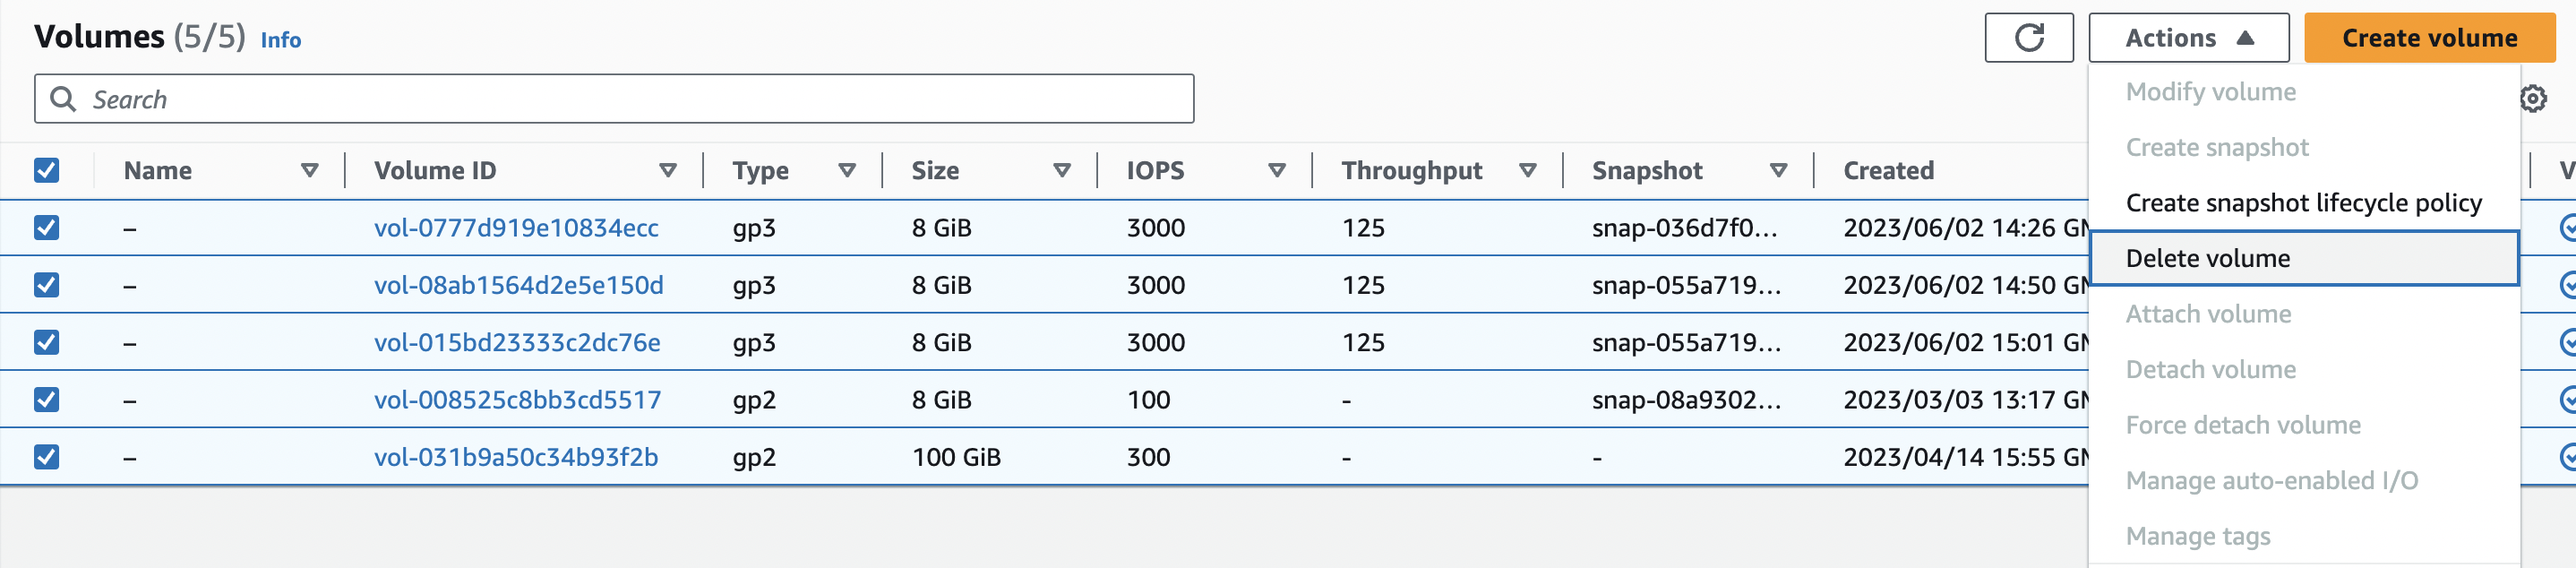 Volumes (5/5) Info
Actions
Create volume
Search
Modify volume
Create snapshot
Create snapshot lifecycle policy
Delete volume
Attach volume
Detach volume
Force detach volume
Manage auto-enabled I/O
Manage tags
Name Volume ID Type Size IOPS Throughput Snapshot Created V
– vol-0777d919e10834ecc gp3 8 GiB 3000 125 snap-036d7f0... 2023/06/02 14:26 GM
– vol-08ab1564d2e5e150d gp3 8 GiB 3000 125 snap-055a719... 2023/06/02 14:50 GM
– vol-015bd23333c2dc76e gp3 8 GiB 3000 125 snap-055a719... 2023/06/02 15:01 GM
– vol-008525c8bb3cd5517 gp2 8 GiB 100 - snap-08a9302... 2023/03/03 13:17 GM
– vol-031b9a50c34b93f2b gp2 100 GiB 300 - - 2023/04/14 15:55 GM